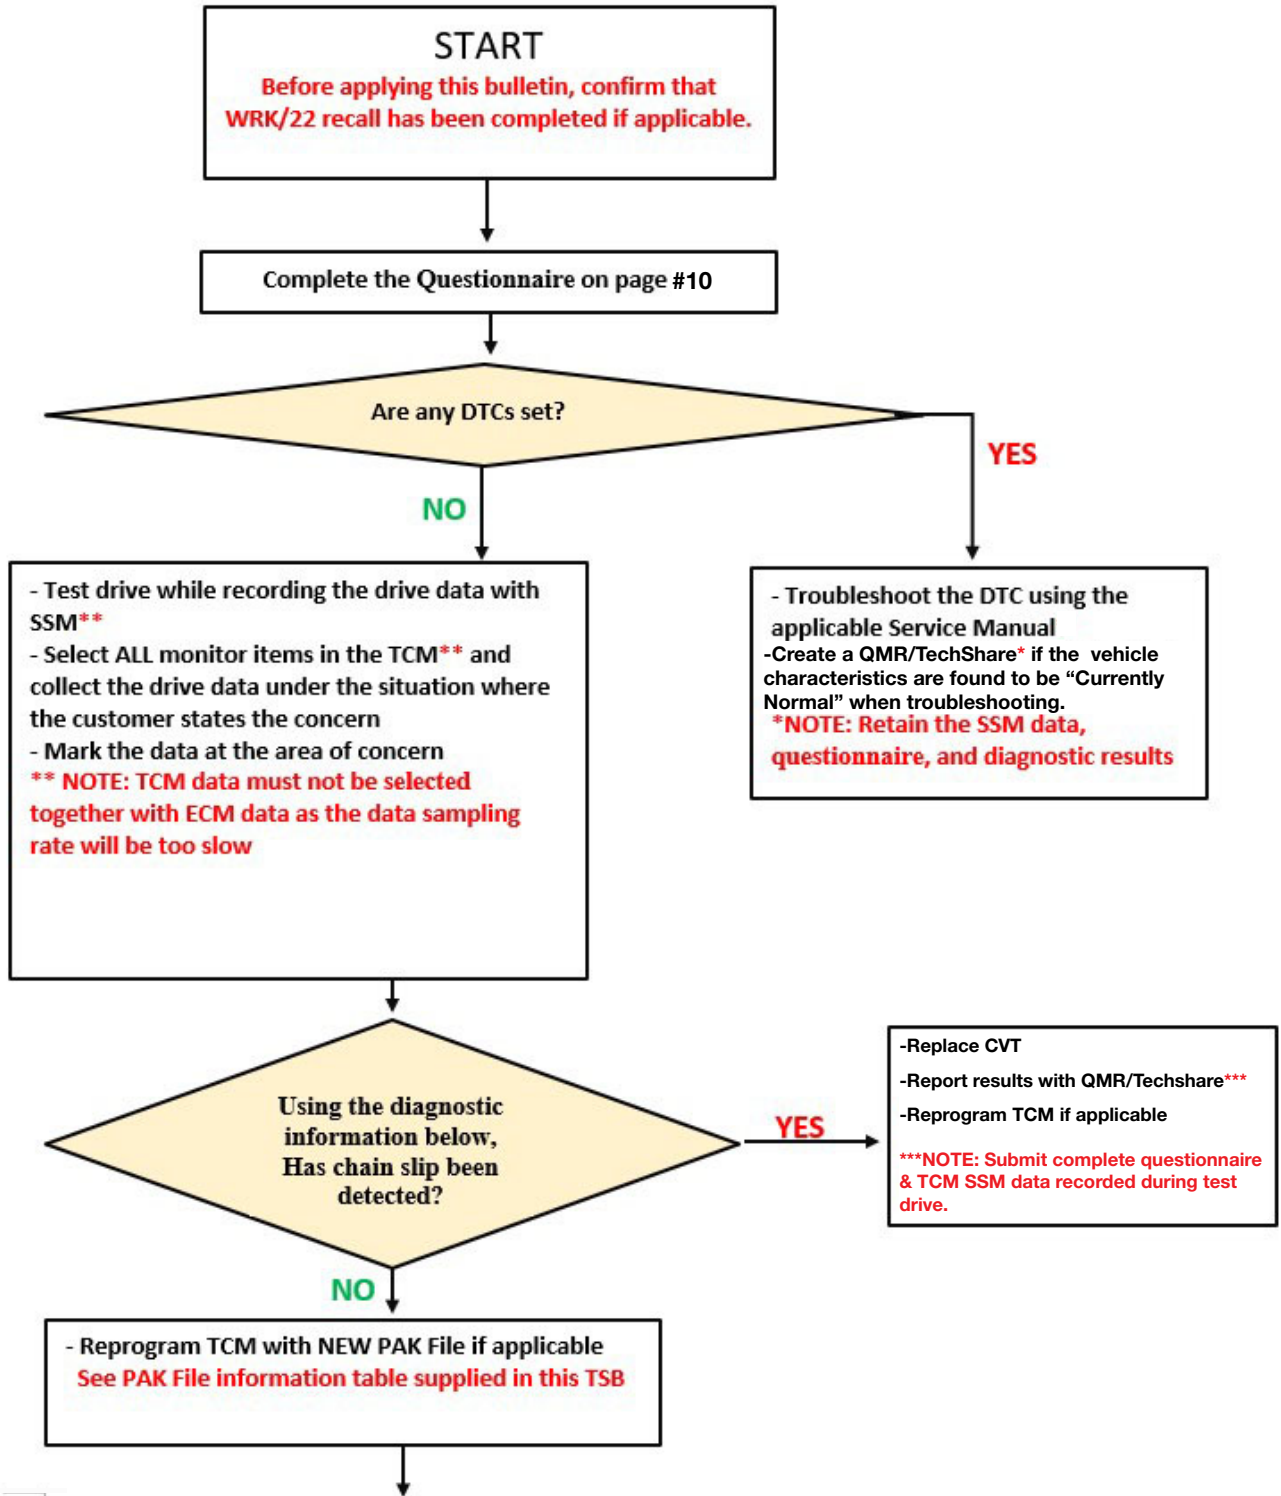 START
Before applying this bulletin, confirm that
WRK/22 recall has been completed if applicable.
Complete the Questionnaire on page #10
Are any DTCs set?
YES
NO
- Test drive while recording the drive data with
SSM**
- Select ALL monitor items in the TCM** and
collect the drive data under the situation where
the customer states the concern
- Mark the data at the area of concern
** NOTE: TCM data must not be selected
together with ECM data as the data sampling
rate will be too slow
- Troubleshoot the DTC using the
applicable Service Manual
-Create a QMR/TechShare* if the vehicle
characteristics are found to be “Currently
Normal” when troubleshooting.
*NOTE: Retain the SSM data,
questionnaire, and diagnostic results
Using the diagnostic
information below,
Has chain slip been
detected?
YES
-Replace CVT
-Report results with QMR/Techshare***
-Reprogram TCM if applicable
***NOTE: Submit complete questionnaire
& TCM SSM data recorded during test
drive.
NO
- Reprogram TCM with NEW PAK File if applicable
See PAK File information table supplied in this TSB